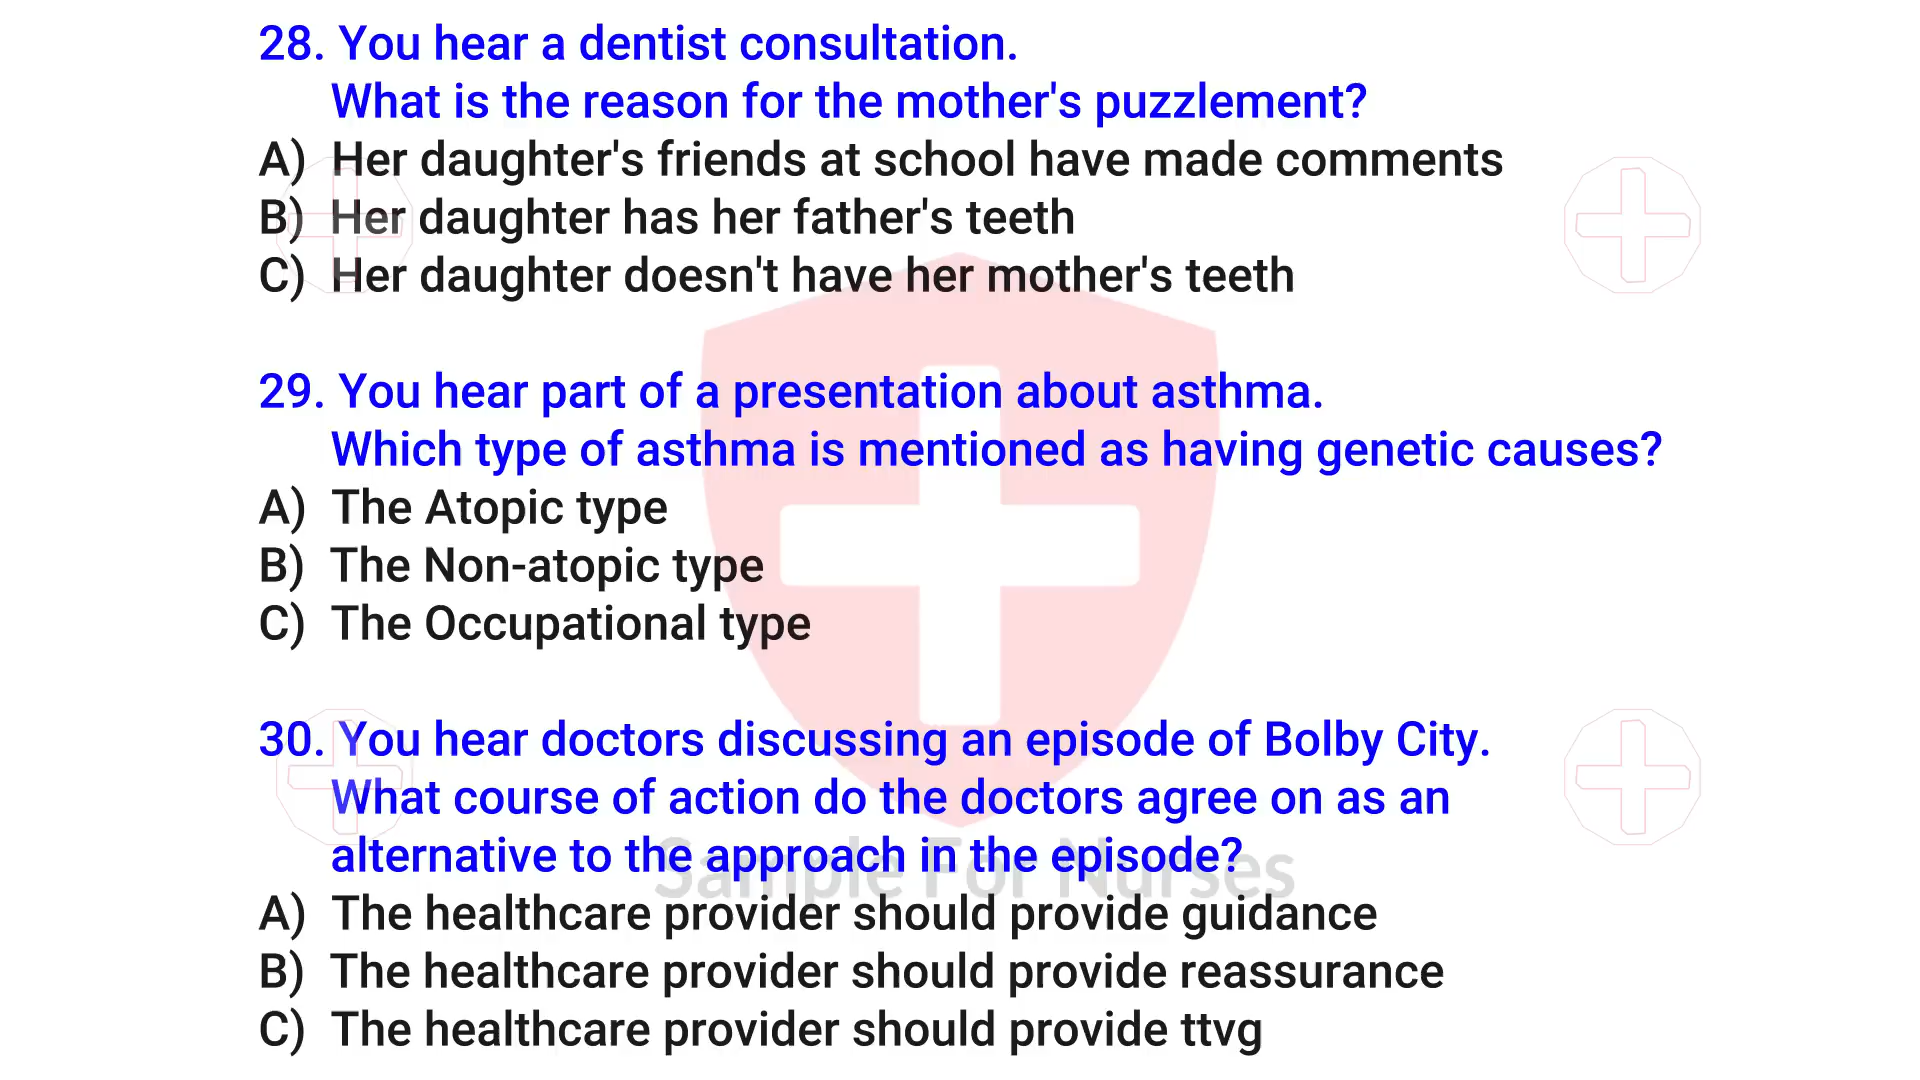 28. You hear a dentist consultation.
What is the reason for the mother's puzzlement?
A) Her daughter's friends at school have made comments
B) Her daughter has her father's teeth
C) Her daughter doesn't have her mother's teeth
29. You hear part of a presentation about asthma.
Which type of asthma is mentioned as having genetic causes?
A) The Atopic type
B) The Non-atopic type
C) The Occupational type
30. You hear doctors discussing an episode of Bolby City.
What course of action do the doctors agree on as an
alternative to the approach in the episode?
Sample For Nurses
A) The healthcare provider should provide guidance
B) The healthcare provider should provide reassurance
C) The healthcare provider should provide ttvg